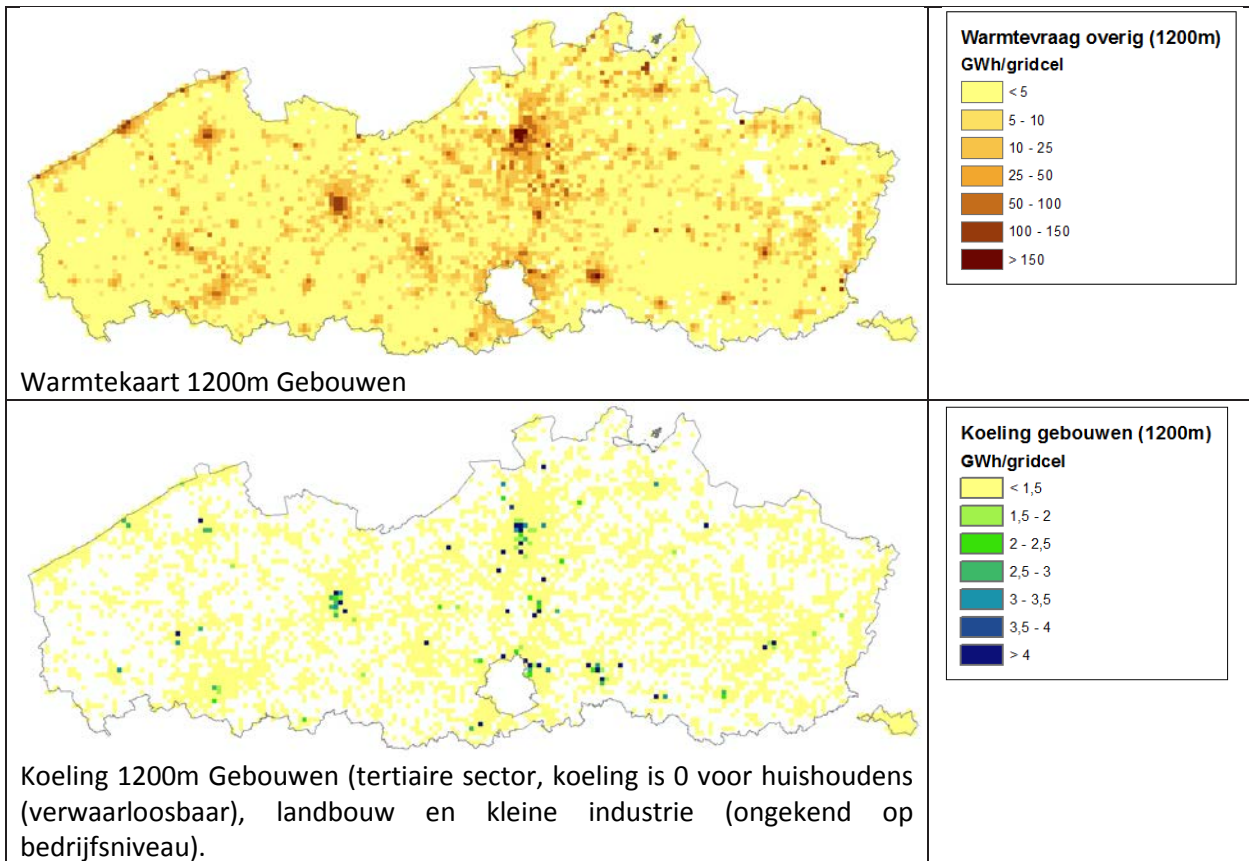 Warmtevraag overig (1200m)
GWh/gridcel
< 5
5 - 10
10 - 25
25 - 50
50 - 100
100 - 150
> 150
Warmtekaart 1200m Gebouwen
Koeling gebouwen (1200m)
GWh/gridcel
< 1,5
1,5 - 2
2 - 2,5
2,5 - 3
3 - 3,5
3,5 - 4
> 4
Koeling 1200m Gebouwen (tertiaire sector, koeling is 0 voor huishoudens
(verwaarloosbaar), landbouw en kleine industrie (ongekend op
bedrijfsniveau).